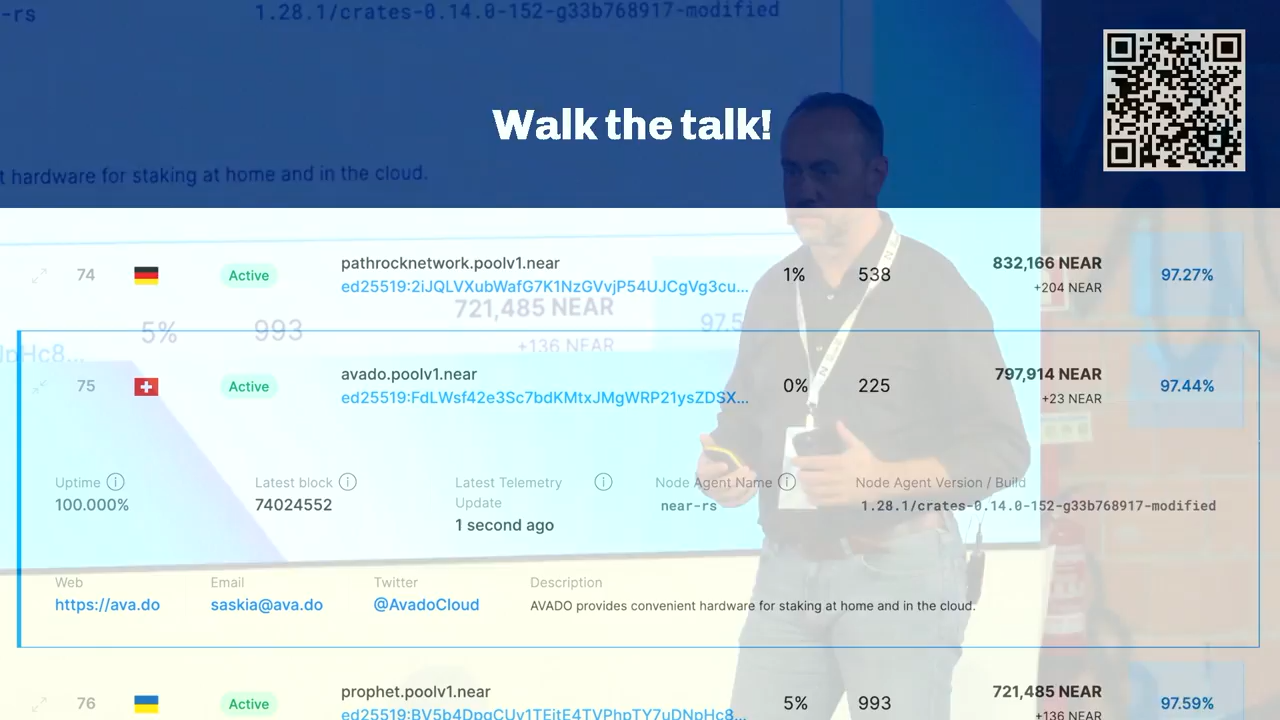 -rs 1.28.1/crates-0.14.0-152-g33b768917-modified
Walk the talk!
t hardware for staking at home and in the cloud.
74 Active pathrocknetwork.poolv1.near 1% 538 832,166 NEAR 97.27%
ed25519:2iJQLVXubWafG7K1NzGVvjP54UJCgVg3cu... +204 NEAR
721,485 NEAR
5% 993 97.5
+136 NEAR
NpHc8...
75 Active avado.poolv1.near 0% 225 797,914 NEAR 97.44%
ed25519:FdLWsf42e3Sc7bdKMtxJMgWRP21ysZDSX... +23 NEAR
Uptime Latest block Latest Telemetry Update Node Agent Name Node Agent Version / Build
100.000% 74024552 1 second ago near-rs 1.28.1/crates-0.14.0-152-g33b768917-modified
Web Email Twitter Description
https://ava.do saskia@ava.do @AvadoCloud AVADO provides convenient hardware for staking at home and in the cloud.
76 Active prophet.poolv1.near 5% 993 721,485 NEAR 97.59%
ed25519:BV5b4DpqCUy1TEjtE4TVPhpTY7uDNpHc8... +136 NEAR